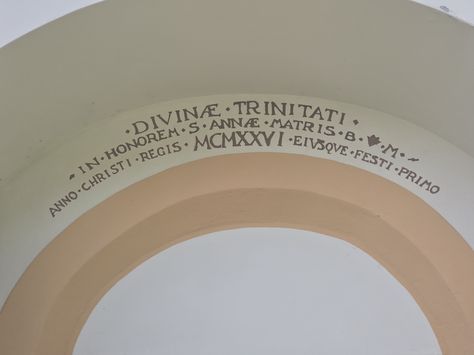 · DIVINÆ · TRINITATI ·
~ IN · HONOREM · S · ANNÆ · MATRIS · B · M · ~
ANNO · CHRISTI · REGIS · MCMXXVI · EIVSQVE · FESTI · PRIMO